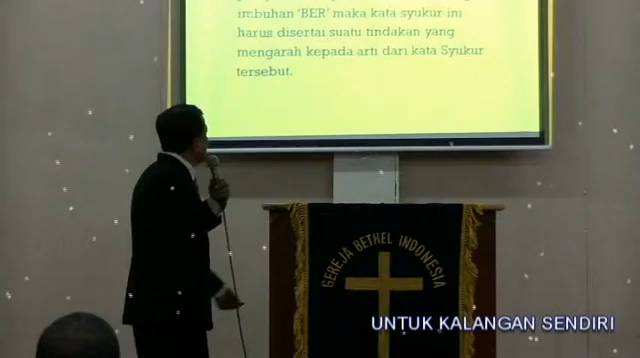 imbuhan 'BER' maka kata syukur ini
harus disertai suatu tindakan yang
mengarah kepada arti dari kata Syukur
tersebut.
GEREJA BETHEL INDONESIA
UNTUK KALANGAN SENDIRI